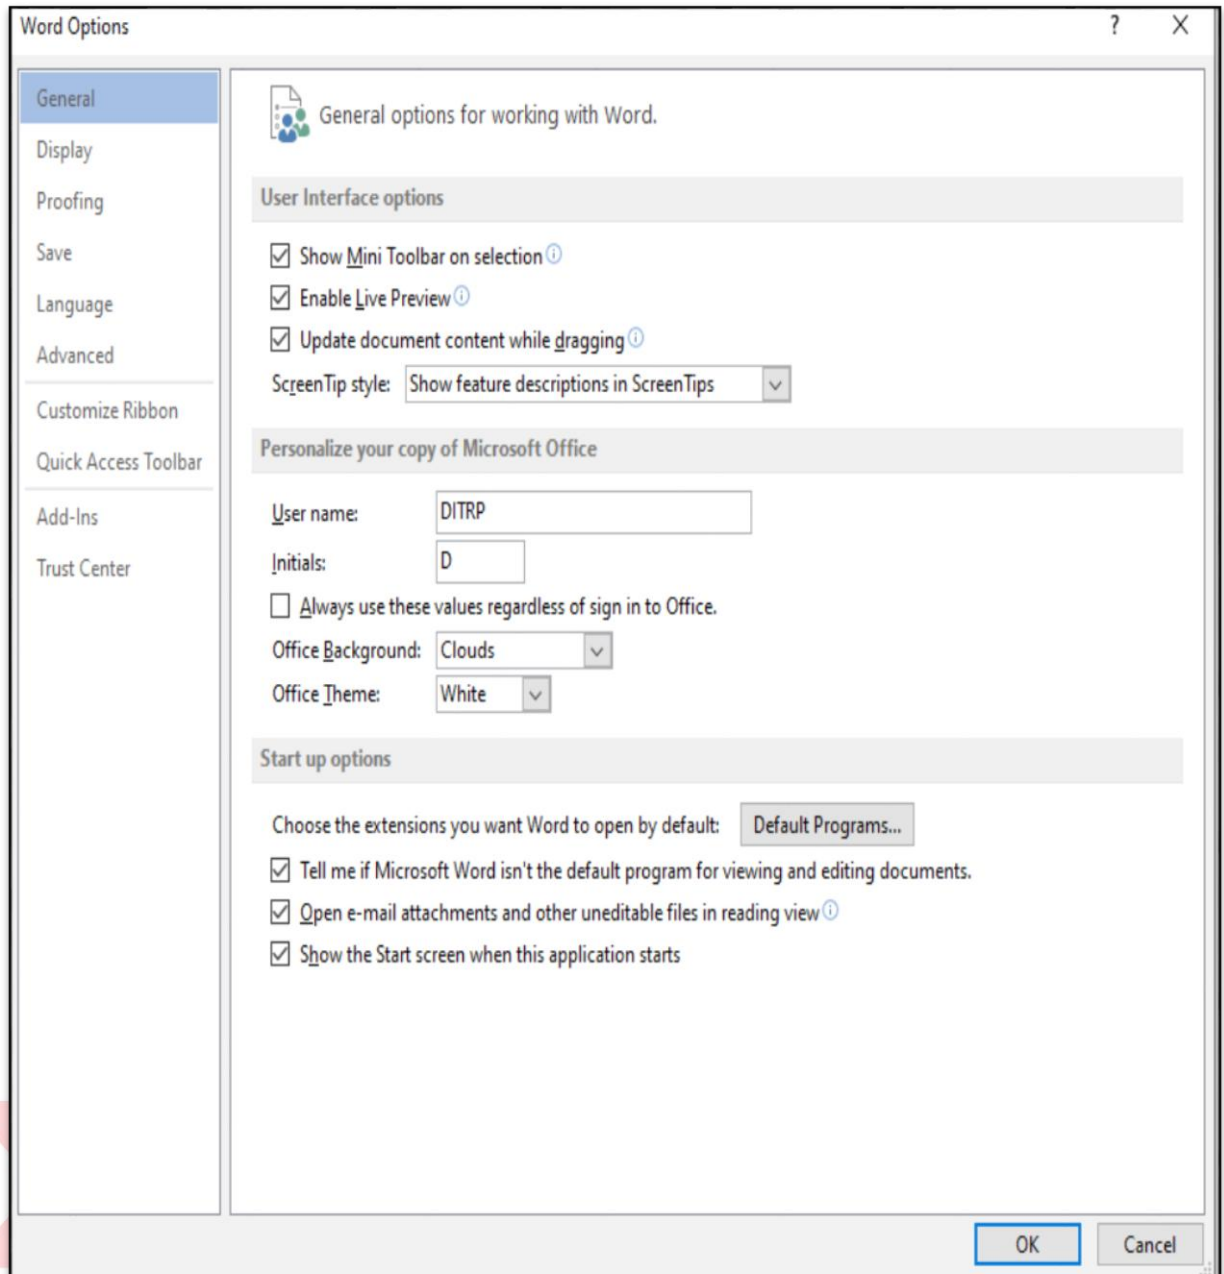 Word Options
General
Display
Proofing
Save
Language
Advanced
Customize Ribbon
Quick Access Toolbar
Add-Ins
Trust Center
General options for working with Word.
User Interface options
Show Mini Toolbar on selection
Enable Live Preview
Update document content while dragging
ScreenTip style: Show feature descriptions in ScreenTips
Personalize your copy of Microsoft Office
User name: DITRP
Initials: D
Always use these values regardless of sign in to Office.
Office Background: Clouds
Office Theme: White
Start up options
Choose the extensions you want Word to open by default: Default Programs...
Tell me if Microsoft Word isn't the default program for viewing and editing documents.
Open e-mail attachments and other uneditable files in reading view
Show the Start screen when this application starts
OK Cancel